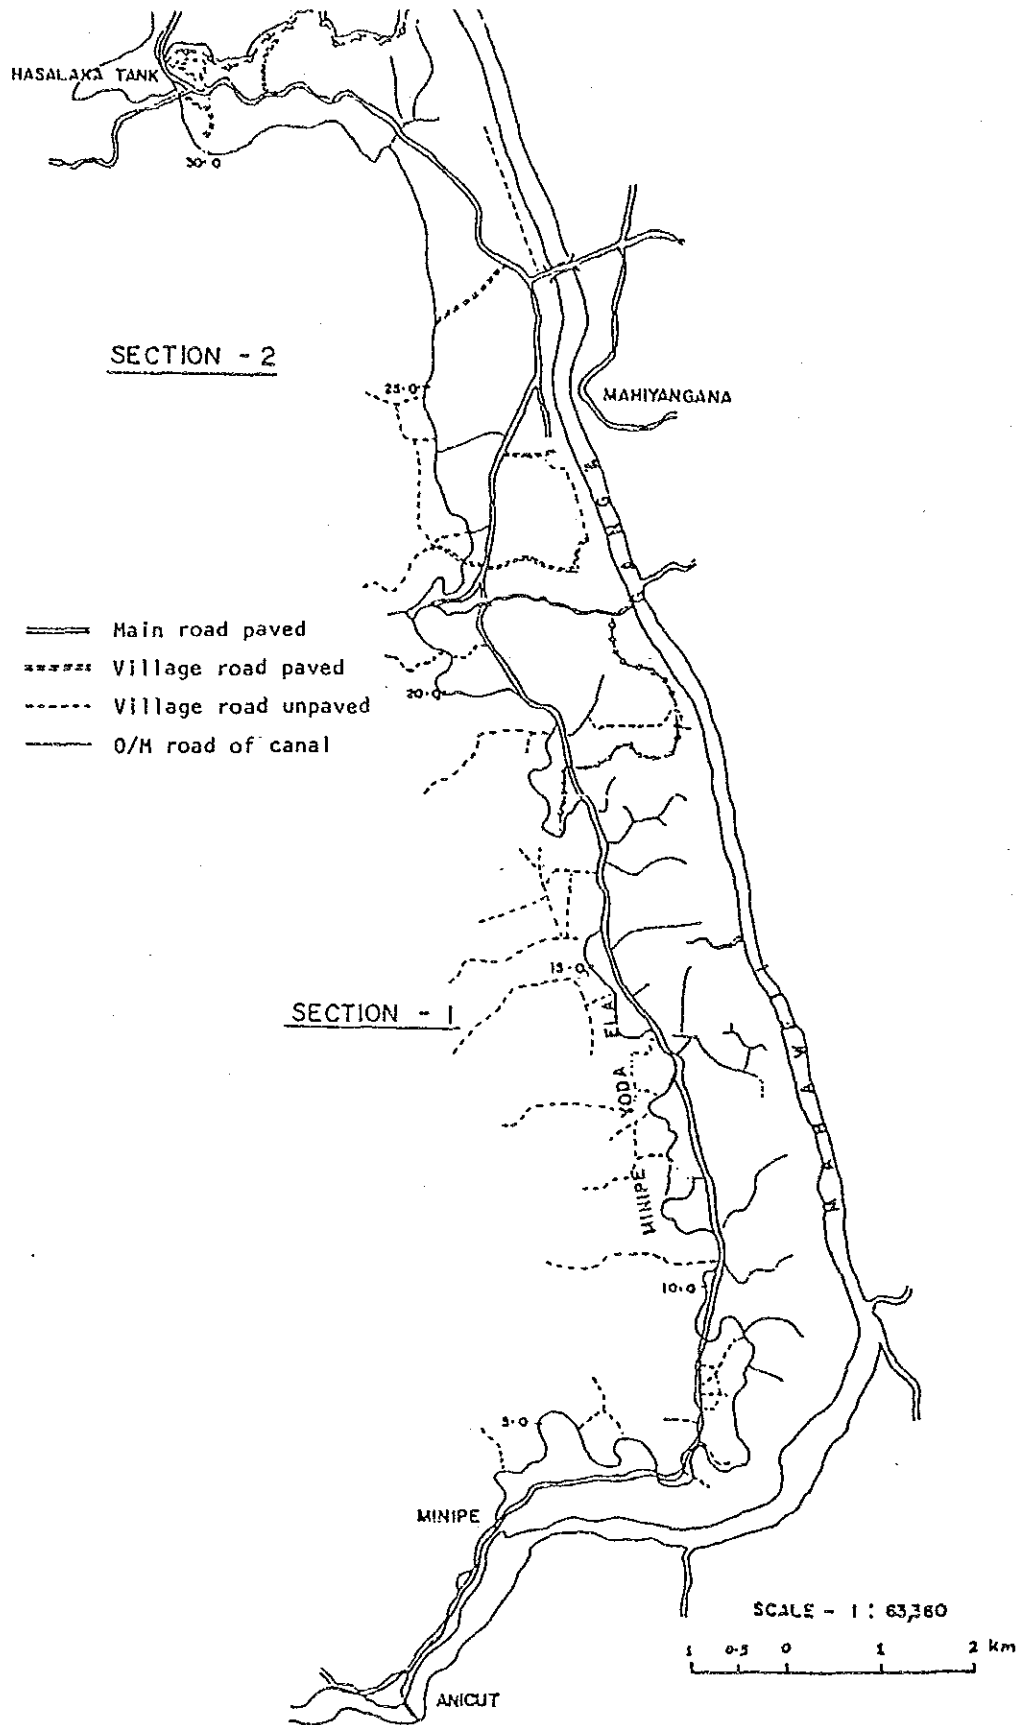 HASALAKA TANK
30·0
SECTION - 2
25·0
MAHIYANGANA
Main road paved
Village road paved
Village road unpaved
O/M road of canal
20·0
15·0
SECTION - 1
MINIPE YODA ELA
10·0
5·0
MINIPE
ANICUT
SCALE - 1 : 63,360
1 0·5 0 1 2 km